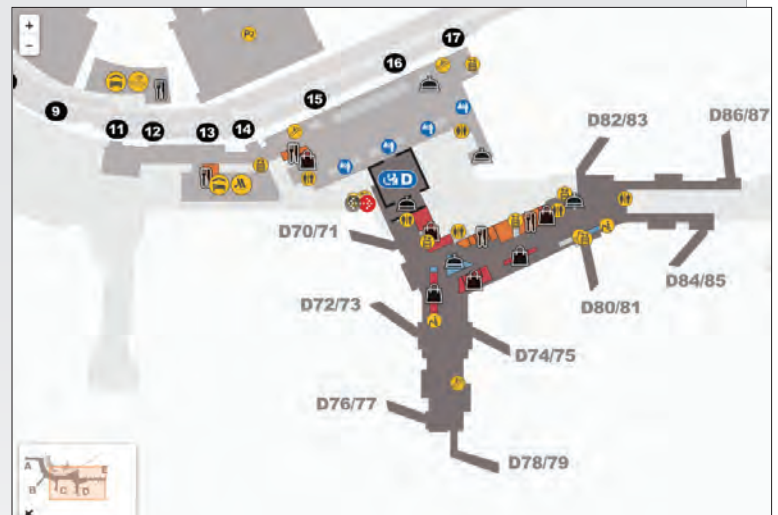 +
P2
−
17
16
15
9
11
12
13
14
D82/83
D86/87
D
D70/71
D84/85
D72/73
D80/81
D74/75
D76/77
D78/79
A
E
B
C
D